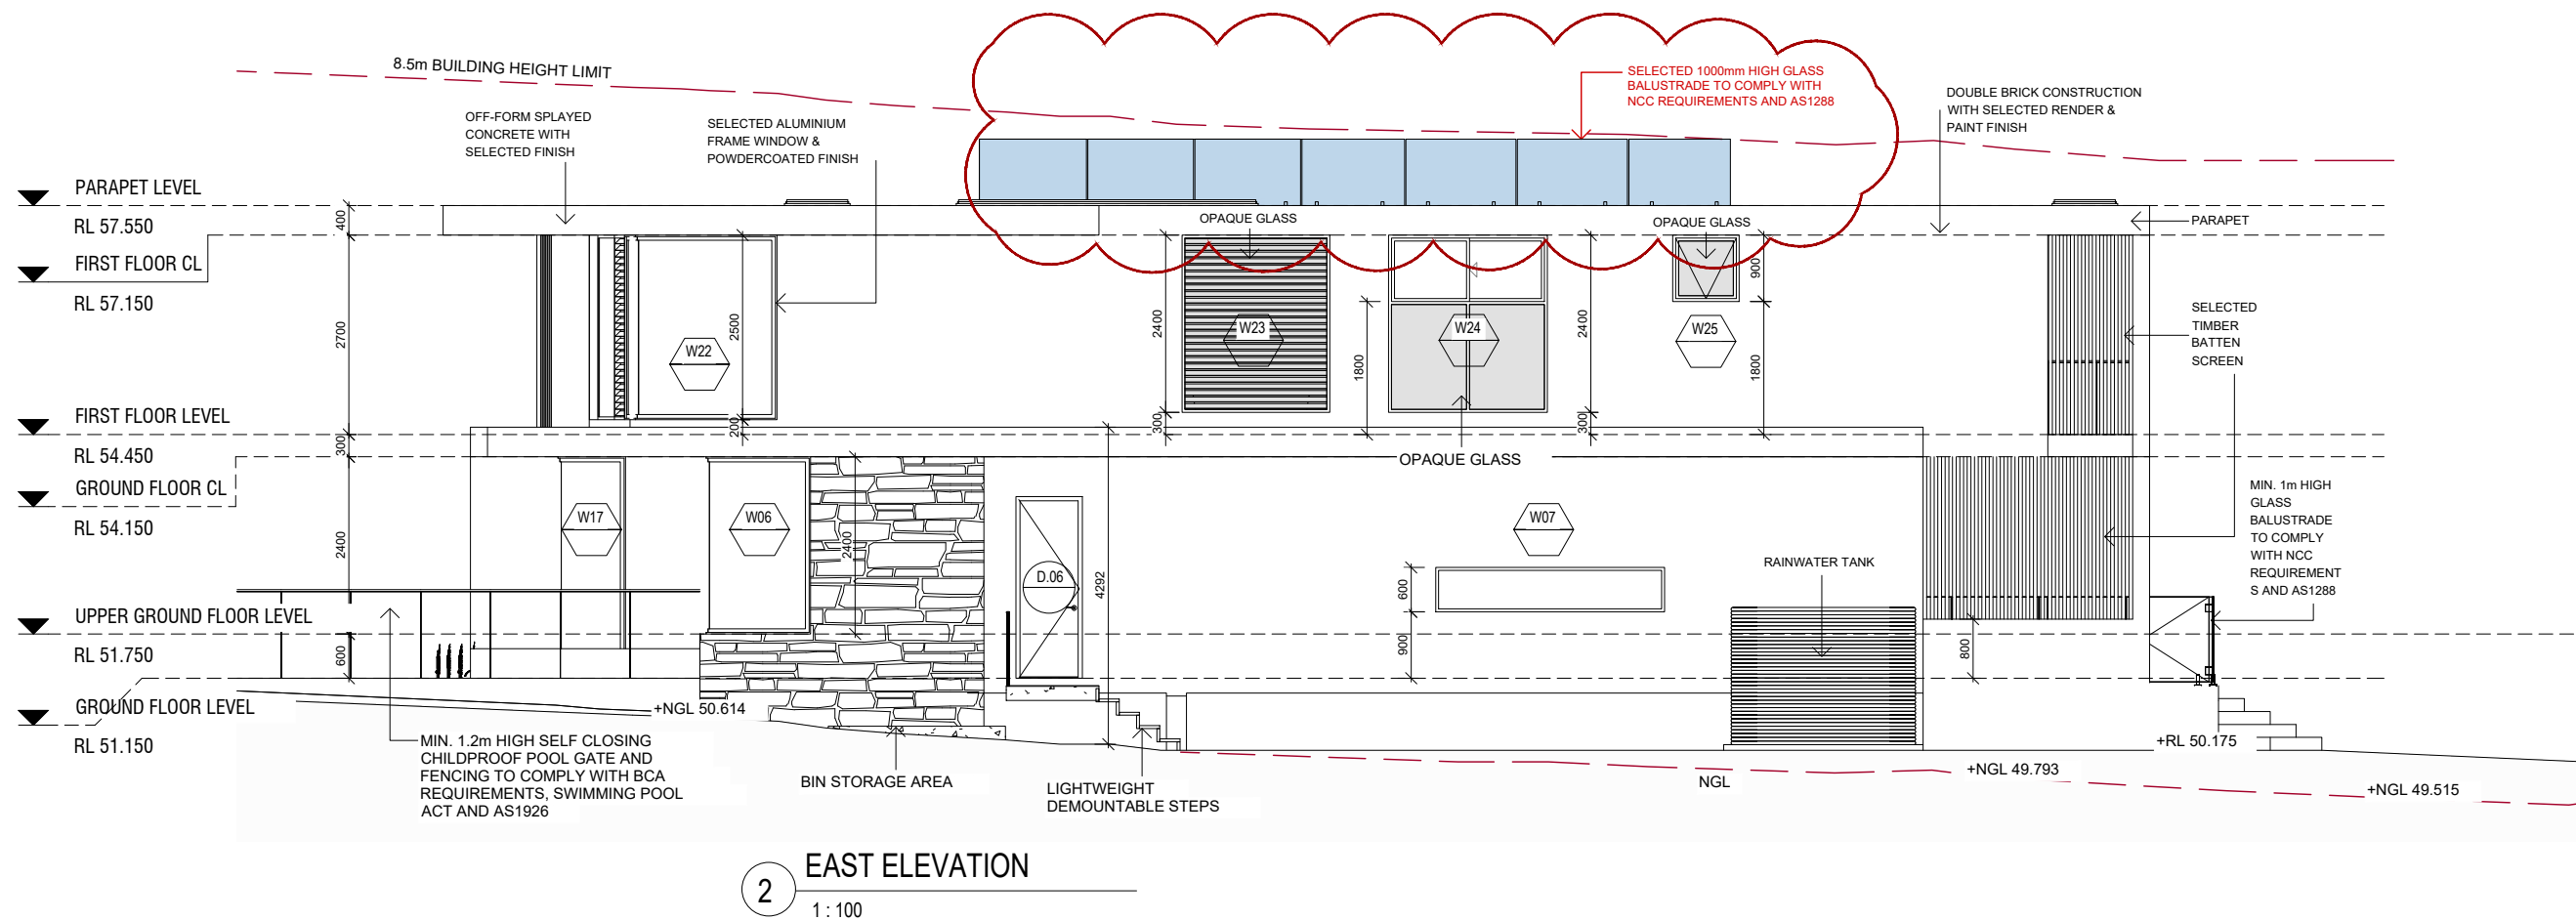 8.5m BUILDING HEIGHT LIMIT
SELECTED 1000mm HIGH GLASS
BALUSTRADE TO COMPLY WITH
NCC REQUIREMENTS AND AS1288
DOUBLE BRICK CONSTRUCTION
WITH SELECTED RENDER &
PAINT FINISH
OFF-FORM SPLAYED
CONCRETE WITH
SELECTED FINISH
SELECTED ALUMINIUM
FRAME WINDOW &
POWDERCOATED FINISH
PARAPET LEVEL
RL 57.550
FIRST FLOOR CL
RL 57.150
FIRST FLOOR LEVEL
RL 54.450
GROUND FLOOR CL
RL 54.150
UPPER GROUND FLOOR LEVEL
RL 51.750
GROUND FLOOR LEVEL
RL 51.150
400
2700
300
2400
600
OPAQUE GLASS
OPAQUE GLASS
PARAPET
W22
2500
200
2400
300
W23
1800
W24
2400
300
W25
900
1800
SELECTED
TIMBER
BATTEN
SCREEN
OPAQUE GLASS
W17
W06
2400
D.06
4292
W07
600
900
RAINWATER TANK
800
MIN. 1m HIGH
GLASS
BALUSTRADE
TO COMPLY
WITH NCC
REQUIREMENT
S AND AS1288
+NGL 50.614
MIN. 1.2m HIGH SELF CLOSING
CHILDPROOF POOL GATE AND
FENCING TO COMPLY WITH BCA
REQUIREMENTS, SWIMMING POOL
ACT AND AS1926
BIN STORAGE AREA
LIGHTWEIGHT
DEMOUNTABLE STEPS
NGL
+RL 50.175
+NGL 49.793
+NGL 49.515
2
EAST ELEVATION
1 : 100